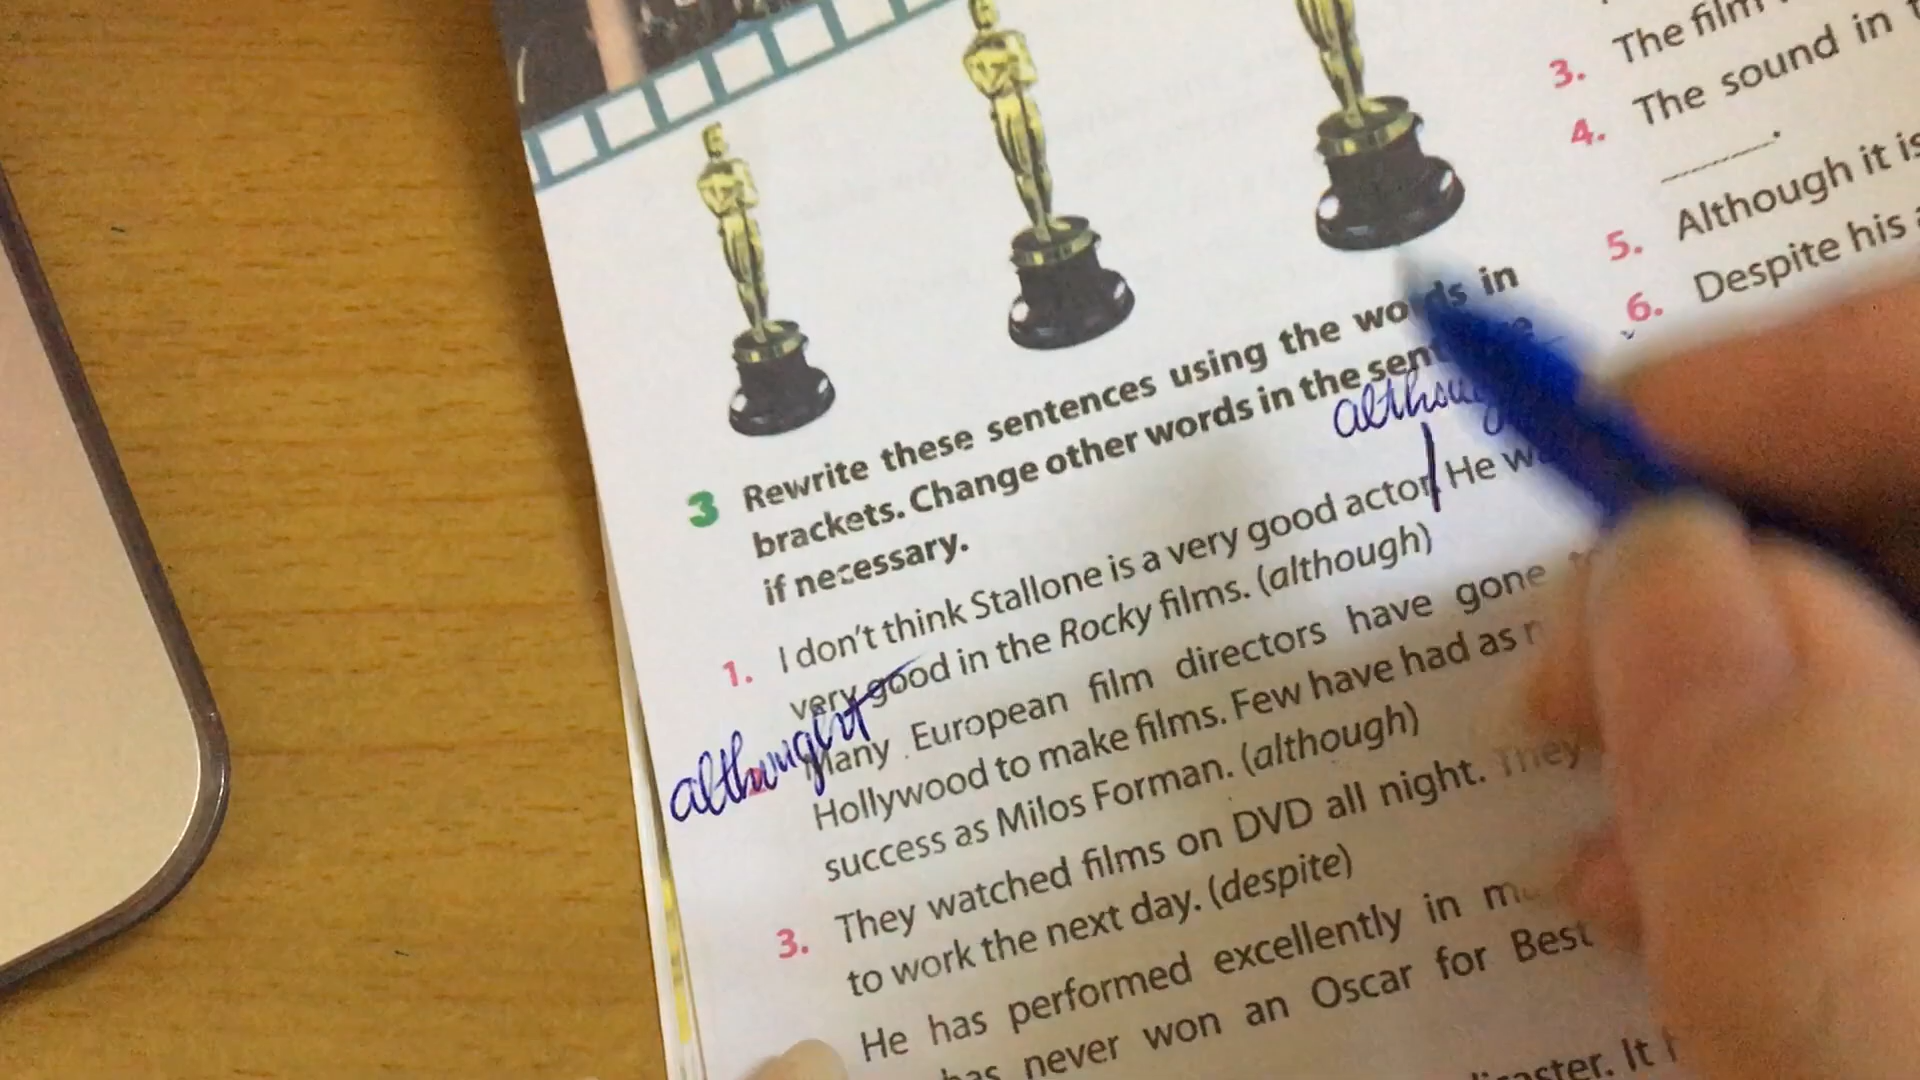 3 Rewrite these sentences using the words in
brackets. Change other words in the
if necessary.
although
1. I don't think Stallone is a very good actor. He
very good in the Rocky films. (although)
although
Many European film directors have gone
Hollywood to make films. Few have had as
success as Milos Forman. (although)
3. They watched films on DVD all night. They
to work the next day. (despite)
He has performed excellently in
has never won an Oscar for Best
It
3. The film
4. The sound in
5. Although it is
6. Despite his